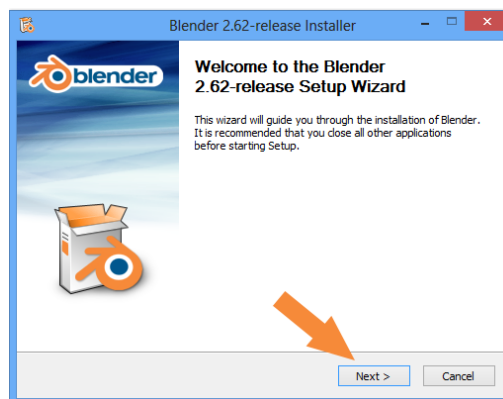 Blender 2.62-release Installer
blender
Welcome to the Blender
2.62-release Setup Wizard
This wizard will guide you through the installation of Blender.
It is recommended that you close all other applications
before starting Setup.
Next >
Cancel